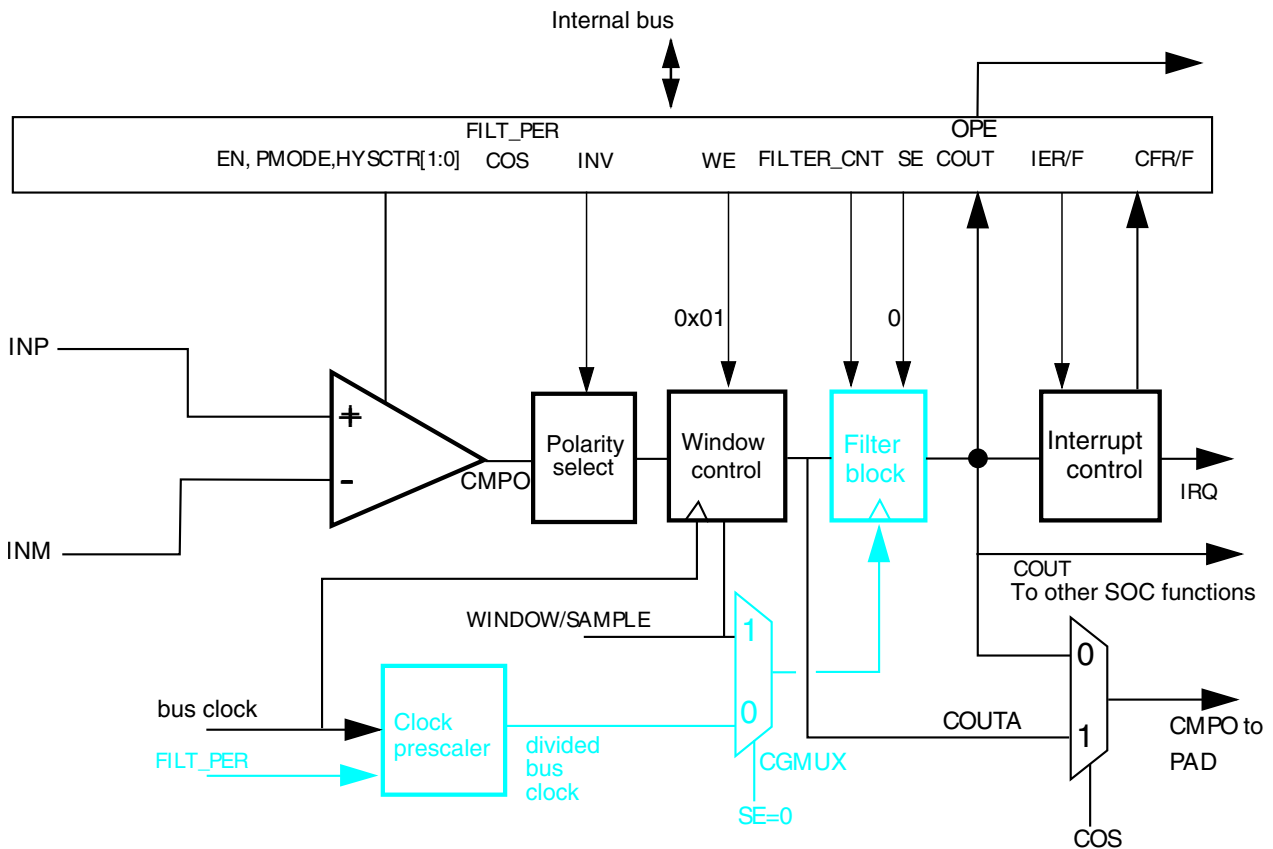 Internal bus
FILT_PER
OPE
EN, PMODE,HYSCTR[1:0]
COS
INV
WE
FILTER_CNT
SE
COUT
IER/F
CFR/F
0x01
0
INP
+
-
INM
CMPO
Polarity
select
Window
control
Filter
block
Interrupt
control
IRQ
COUT
To other SOC functions
WINDOW/SAMPLE
1
0
bus clock
FILT_PER
Clock
prescaler
divided
bus
clock
CGMUX
SE=0
COUTA
0
1
CMPO to
PAD
COS